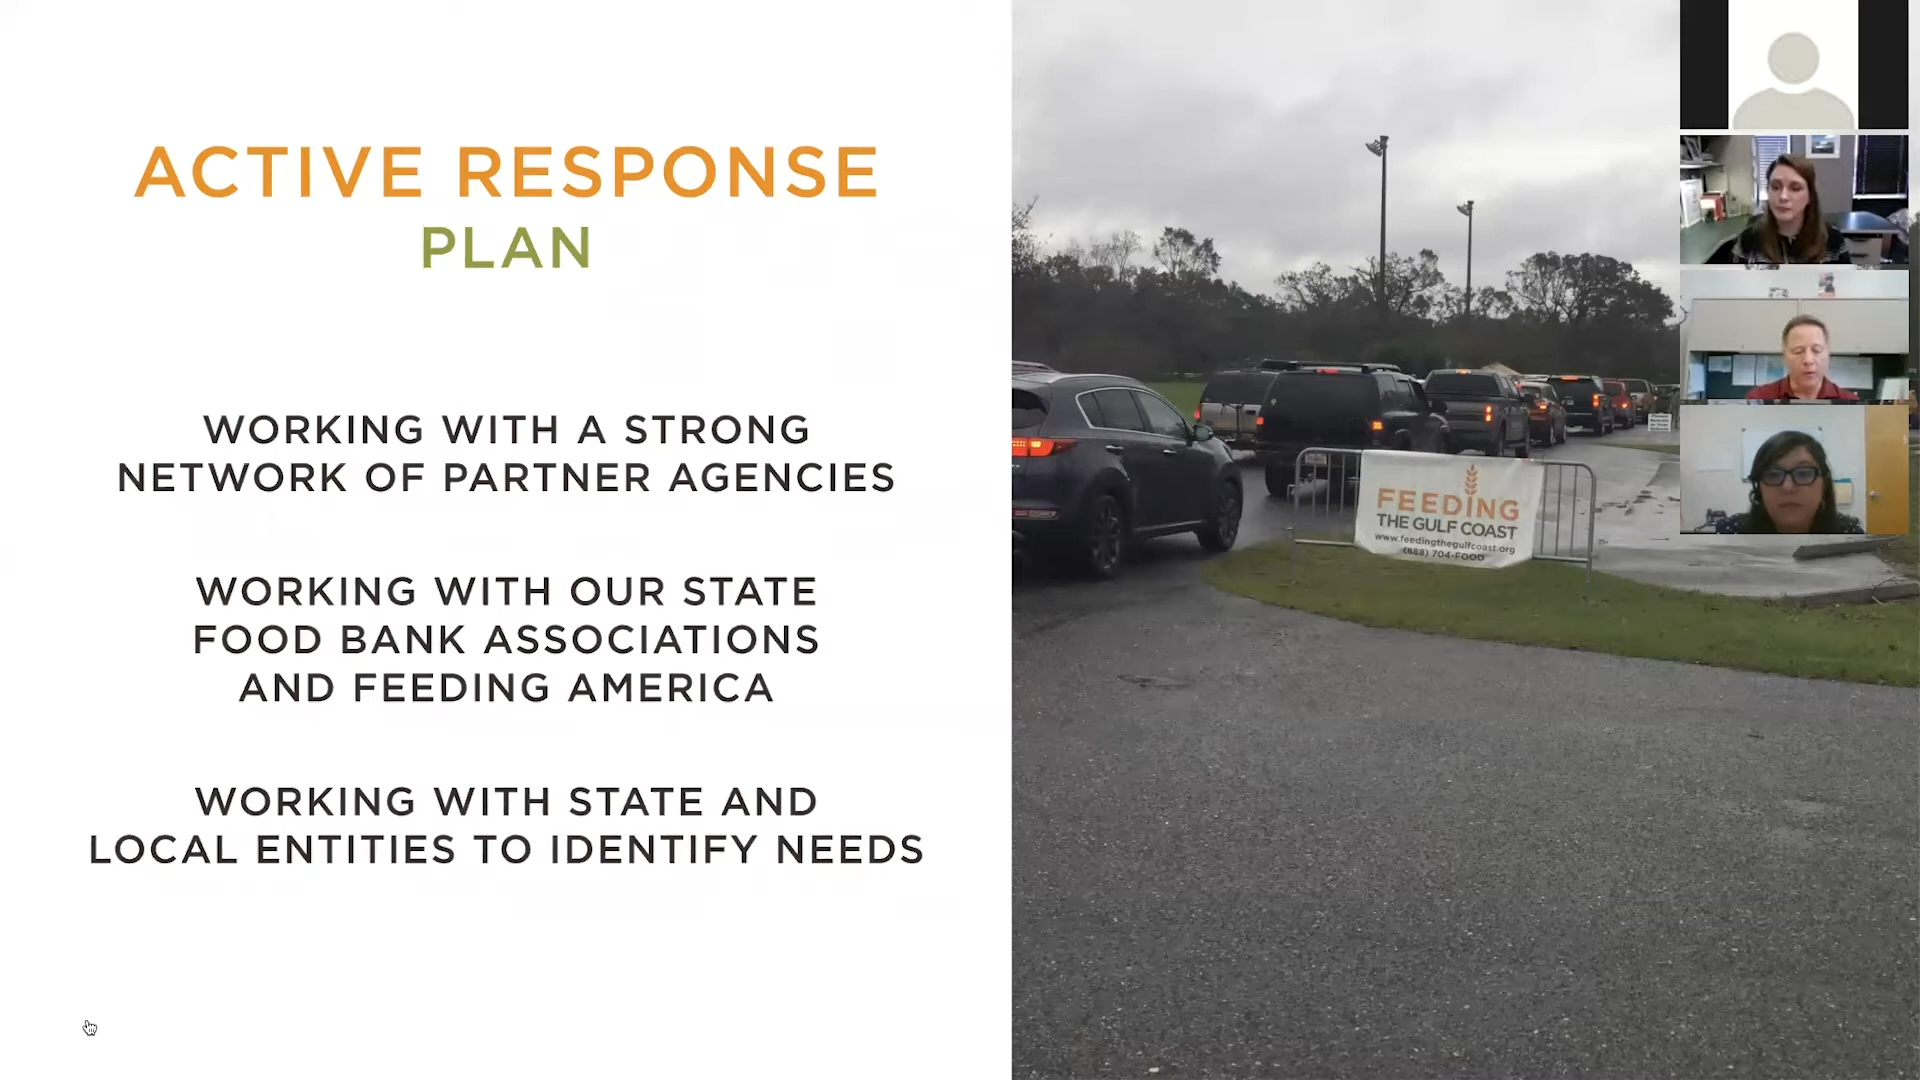 ACTIVE RESPONSE
PLAN
WORKING WITH A STRONG
NETWORK OF PARTNER AGENCIES
WORKING WITH OUR STATE
FOOD BANK ASSOCIATIONS
AND FEEDING AMERICA
WORKING WITH STATE AND
LOCAL ENTITIES TO IDENTIFY NEEDS
FEEDING
THE GULF COAST
www.feedingthegulfcoast.org
(888) 704-FOOD